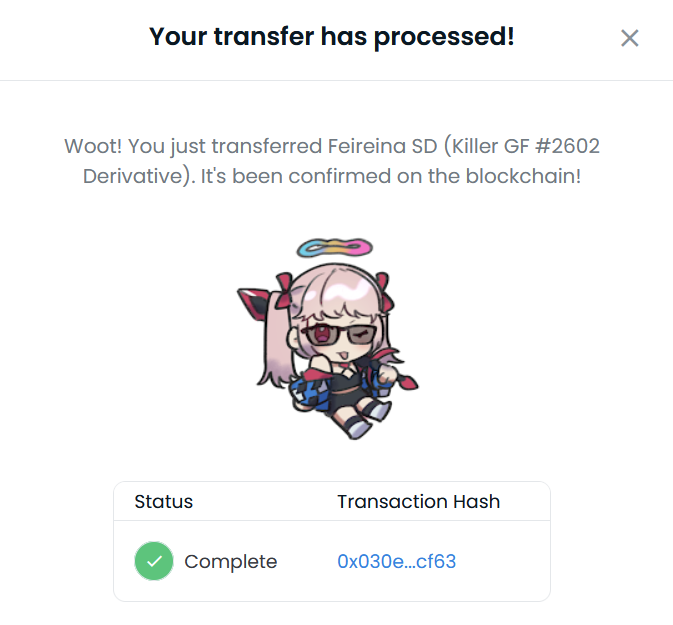 Your transfer has processed!
Woot! You just transferred Feireina SD (Killer GF #2602
Derivative). It's been confirmed on the blockchain!
Status Transaction Hash
Complete 0x030e...cf63